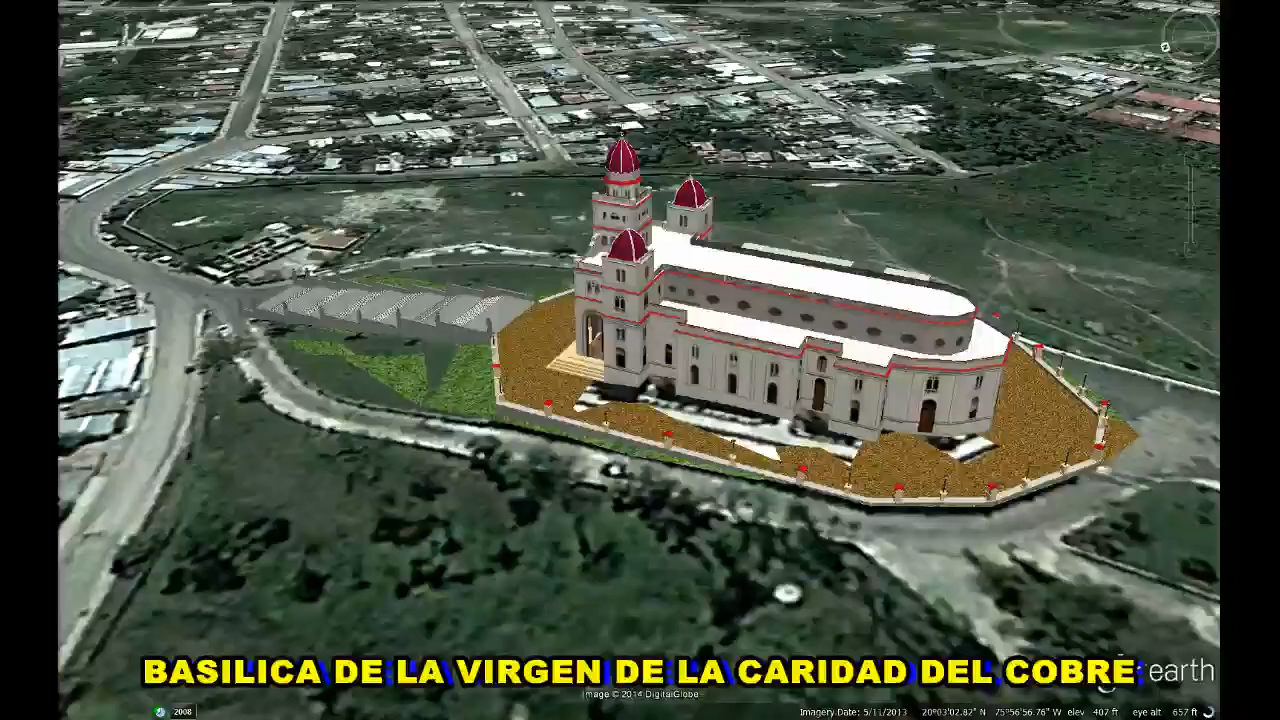 BASILICA DE LA VIRGEN DE LA CARIDAD DEL COBRE
earth
Image © 2014 DigitalGlobe
2008
Imagery Date: 5/11/2013 20°03'02.82" N 75°56'56.76" W elev 407 ft eye alt 657 ft